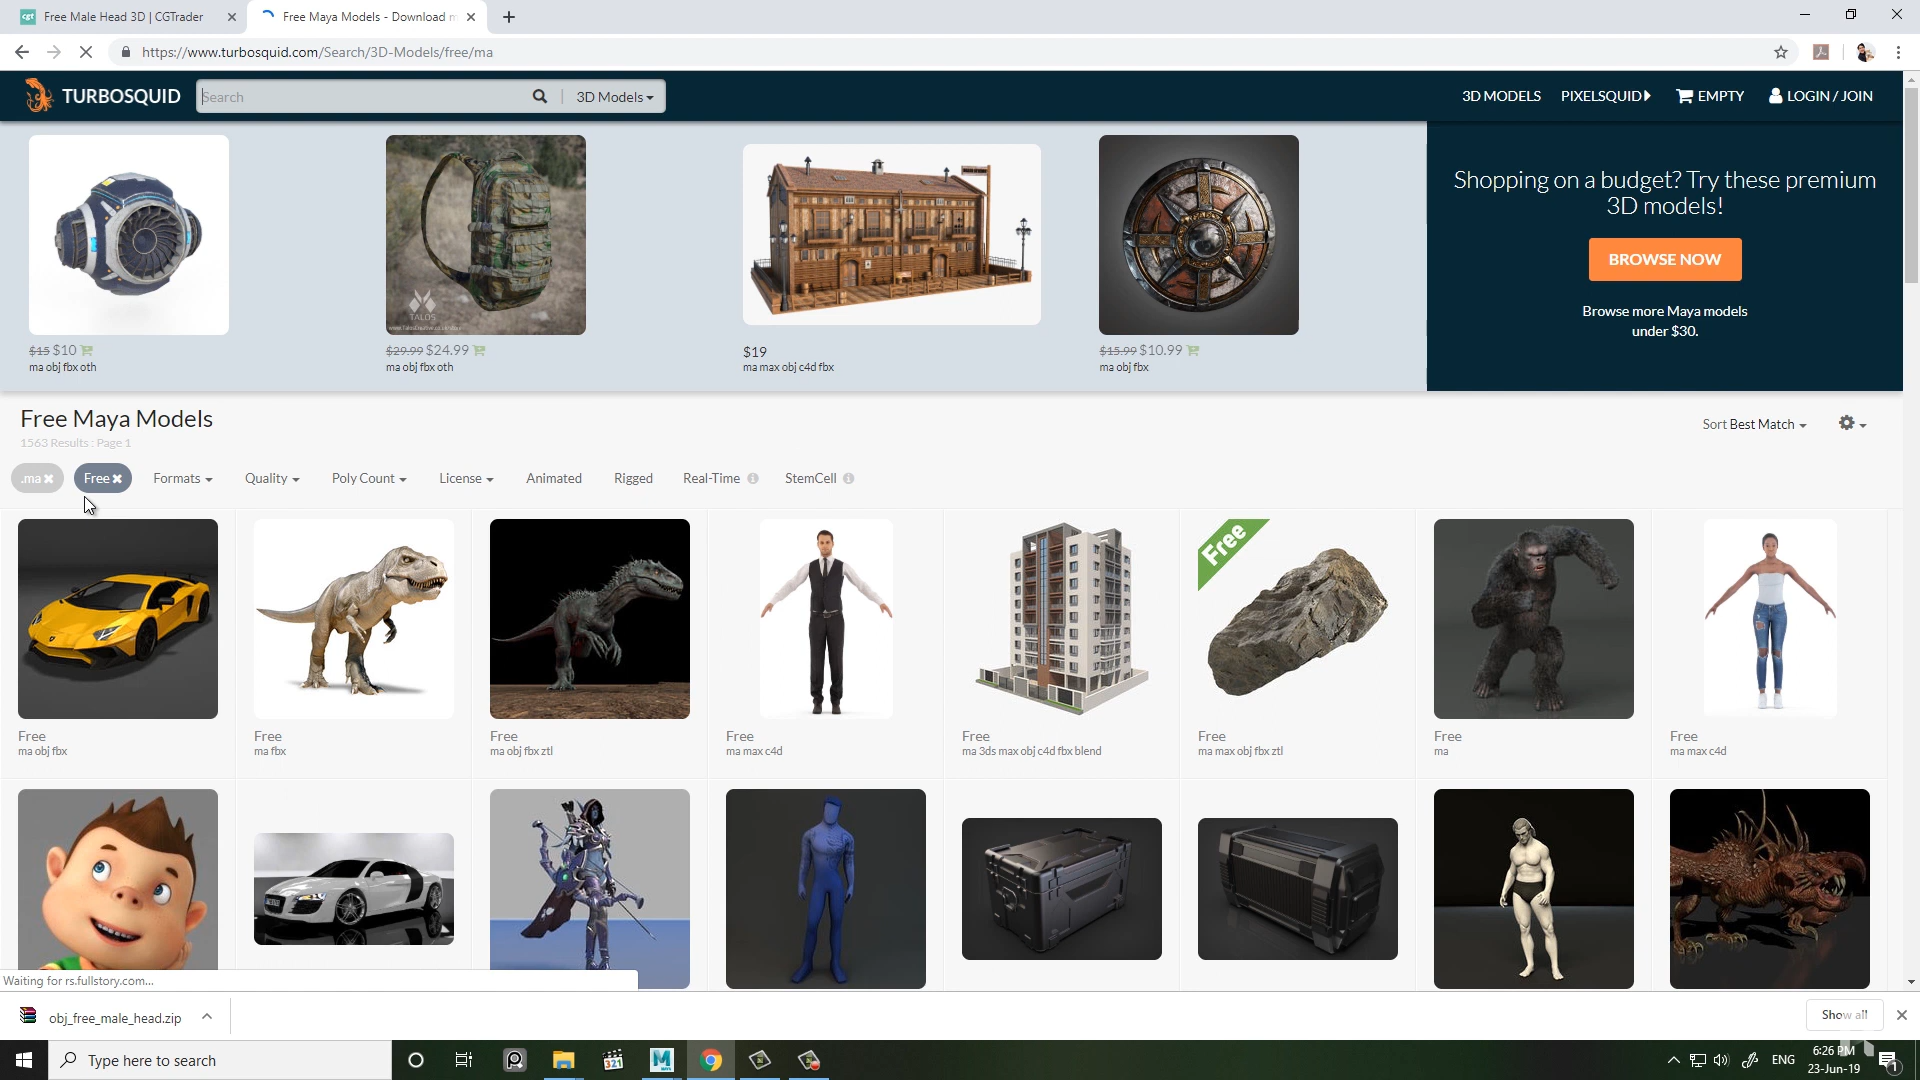 Free Male Head 3D | CGTrader
Free Maya Models - Download m
https://www.turbosquid.com/Search/3D-Models/free/ma
TURBOSQUID
Search
3D Models
3D MODELS
PIXELSQUID
EMPTY
LOGIN / JOIN
TALOS
Shopping on a budget? Try these premium
3D models!
BROWSE NOW
Browse more Maya models
under $30.
$15 $10
ma obj fbx oth
$29.99 $24.99
ma obj fbx oth
$19
ma max obj c4d fbx
$15.99 $10.99
ma obj fbx
Free Maya Models
1563 Results : Page 1
Sort Best Match
.ma
Free
Formats
Quality
Poly Count
License
Animated
Rigged
Real-Time
StemCell
Free
Free
ma obj fbx
Free
ma fbx
Free
ma obj fbx ztl
Free
ma max c4d
Free
ma 3ds max obj c4d fbx blend
Free
ma max obj fbx ztl
Free
ma
Free
ma max c4d
Waiting for rs.fullstory.com...
obj_free_male_head.zip
Show all
Type here to search
321
ENG
6:26 PM
23-Jun-19
1